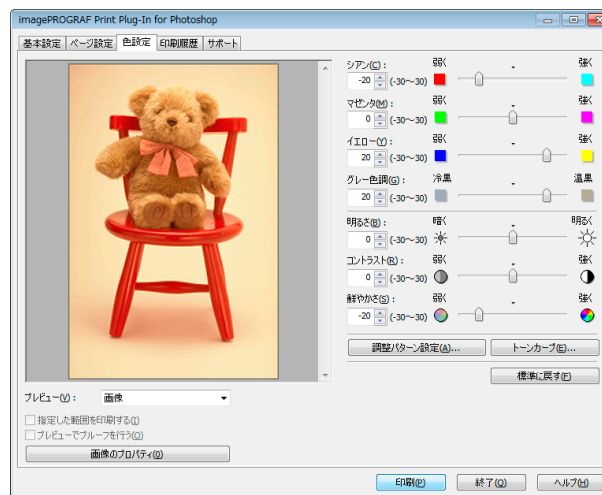 imagePROGRAF Print Plug-In for Photoshop
基本設定 ページ設定 色設定 印刷履歴 サポート
シアン(C): 弱く 強く
-20 (-30～30)
マゼンタ(M): 弱く 強く
0 (-30～30)
イエロー(Y): 弱く 強く
20 (-30～30)
グレー色調(G): 冷黒 温黒
20 (-30～30)
明るさ(B): 暗く 明るく
0 (-30～30)
コントラスト(R): 弱く 強く
0 (-30～30)
鮮やかさ(S): 弱く 強く
-20 (-30～30)
調整パターン設定(A)... トーンカーブ(E)...
標準に戻す(F)
プレビュー(V): 画像
指定した範囲を印刷する(I)
プレビューでプルーフを行う(O)
画像のプロパティ(0)
印刷(P) 終了(Q) ヘルプ(H)